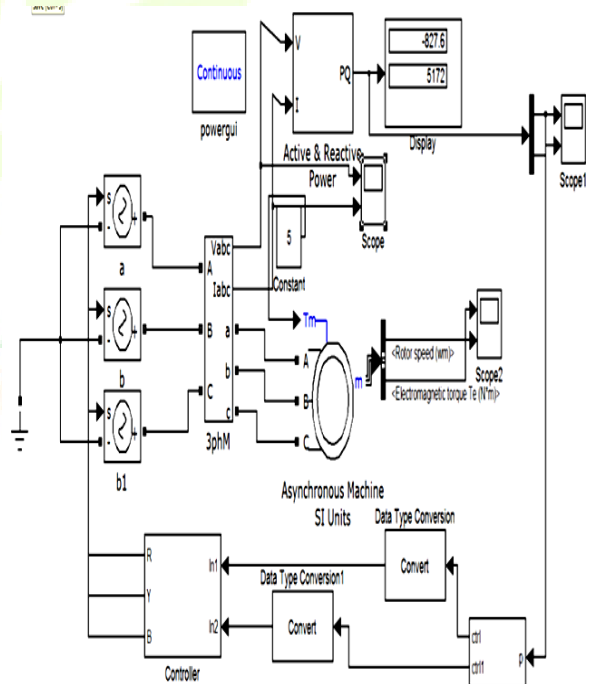 Continuous
powergui
V
I
PQ
-827.6
5172
Display
Active & Reactive
Power
Scope
Scope1
5
Constant
s
-
+
a
s
-
+
b
s
-
+
b1
Vabc
Iabc
A
B
C
a
b
c
3phM
Tm
A
B
C
m
Asynchronous Machine
SI Units
<Rotor speed (wm)>
<Electromagnetic torque Te (N*m)>
Scope2
Data Type Conversion
Convert
Data Type Conversion1
Convert
R
Y
B
In1
In2
Controller
ctrl
ctrl1
p